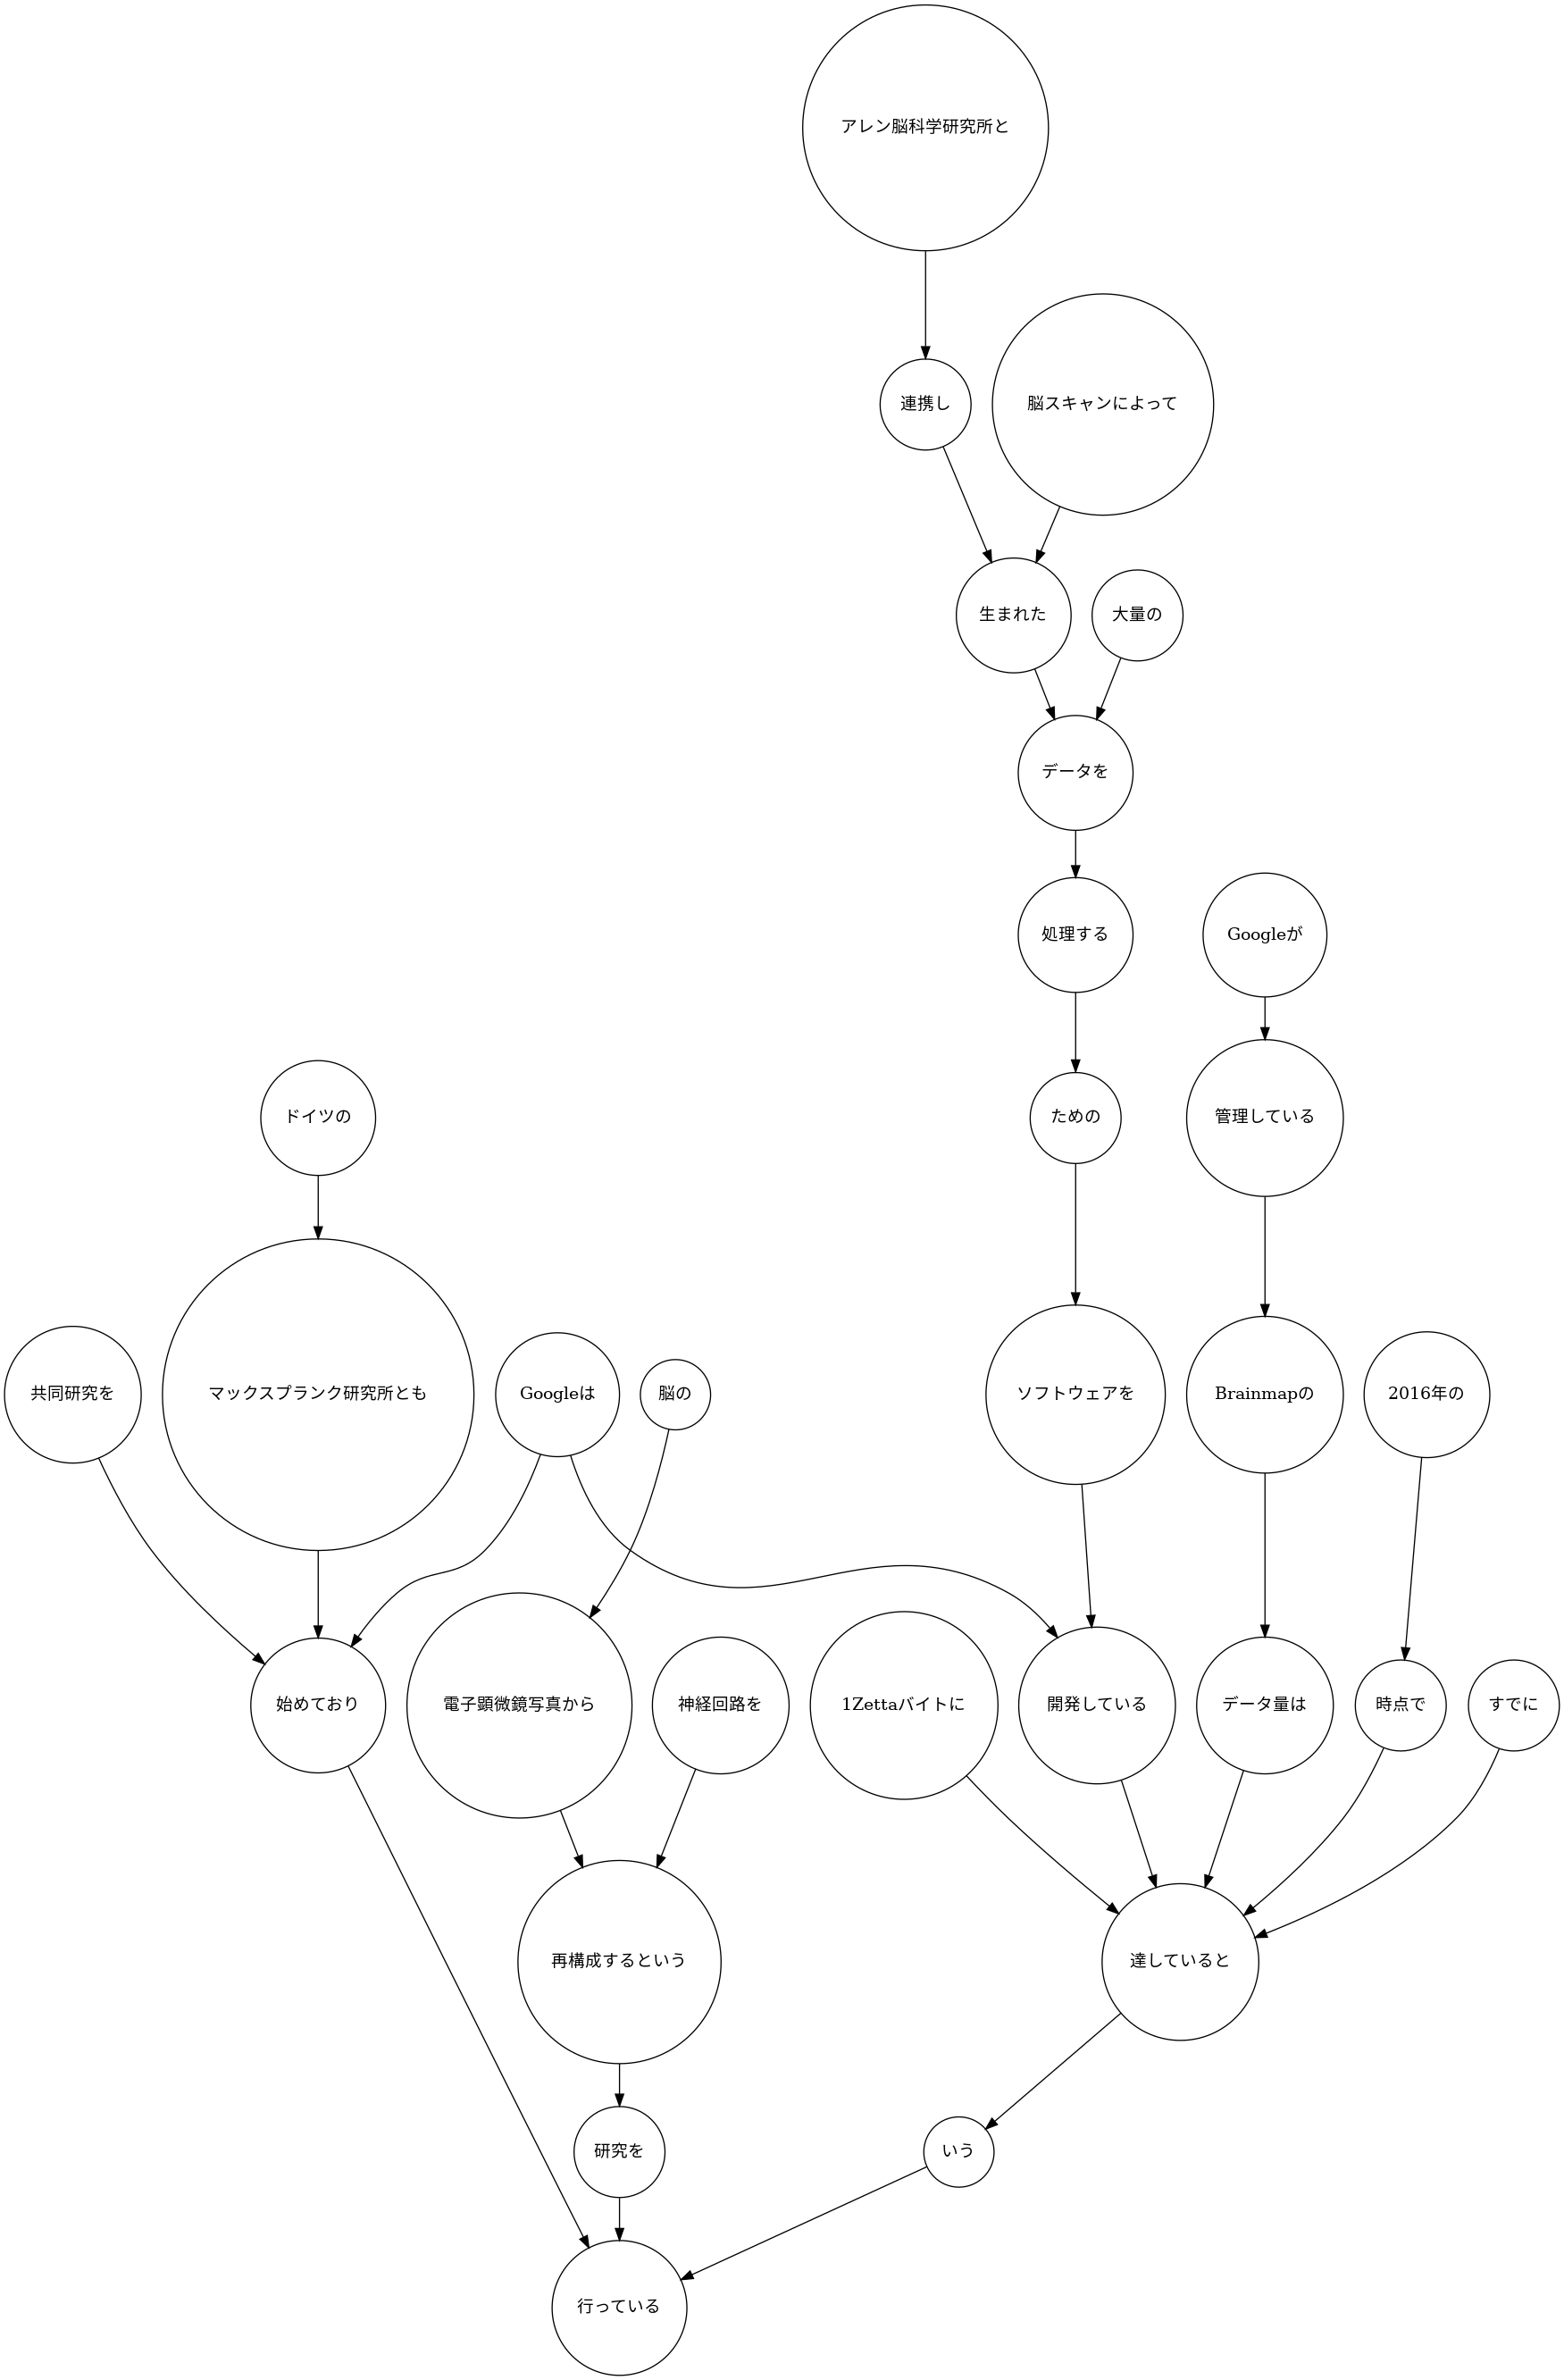 アレン脳科学研究所と
連携し
脳スキャンによって
生まれた
大量の
データを
処理する
Googleが
ための
管理している
ドイツの
共同研究を
マックスプランク研究所とも
Googleは
脳の
ソフトウェアを
Brainmapの
2016年の
始めており
電子顕微鏡写真から
神経回路を
1Zettaバイトに
開発している
データ量は
時点で
すでに
再構成するという
達していると
研究を
いう
行っている